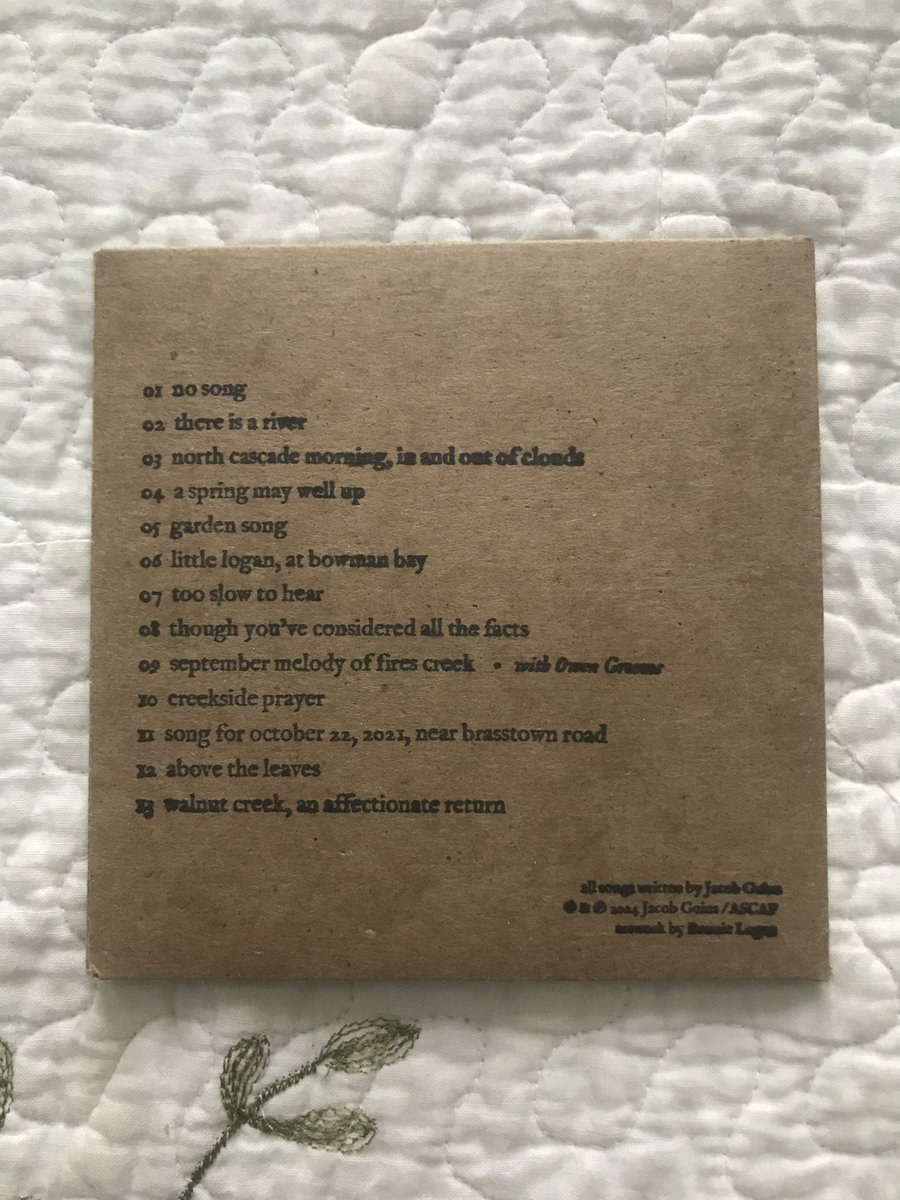 01 no song
02 there is a river
03 north cascade morning, in and out of clouds
04 a spring may well up
05 garden song
06 little logan, at bowman bay
07 too slow to hear
08 though you've considered all the facts
09 september melody of fires creek • with Owen Grooms
10 creekside prayer
11 song for october 22, 2021, near brasstown road
12 above the leaves
13 walnut creek, an affectionate return
all songs written by Jacob
& ℗ 2024 Jacob / ASCAP
artwork by Logan